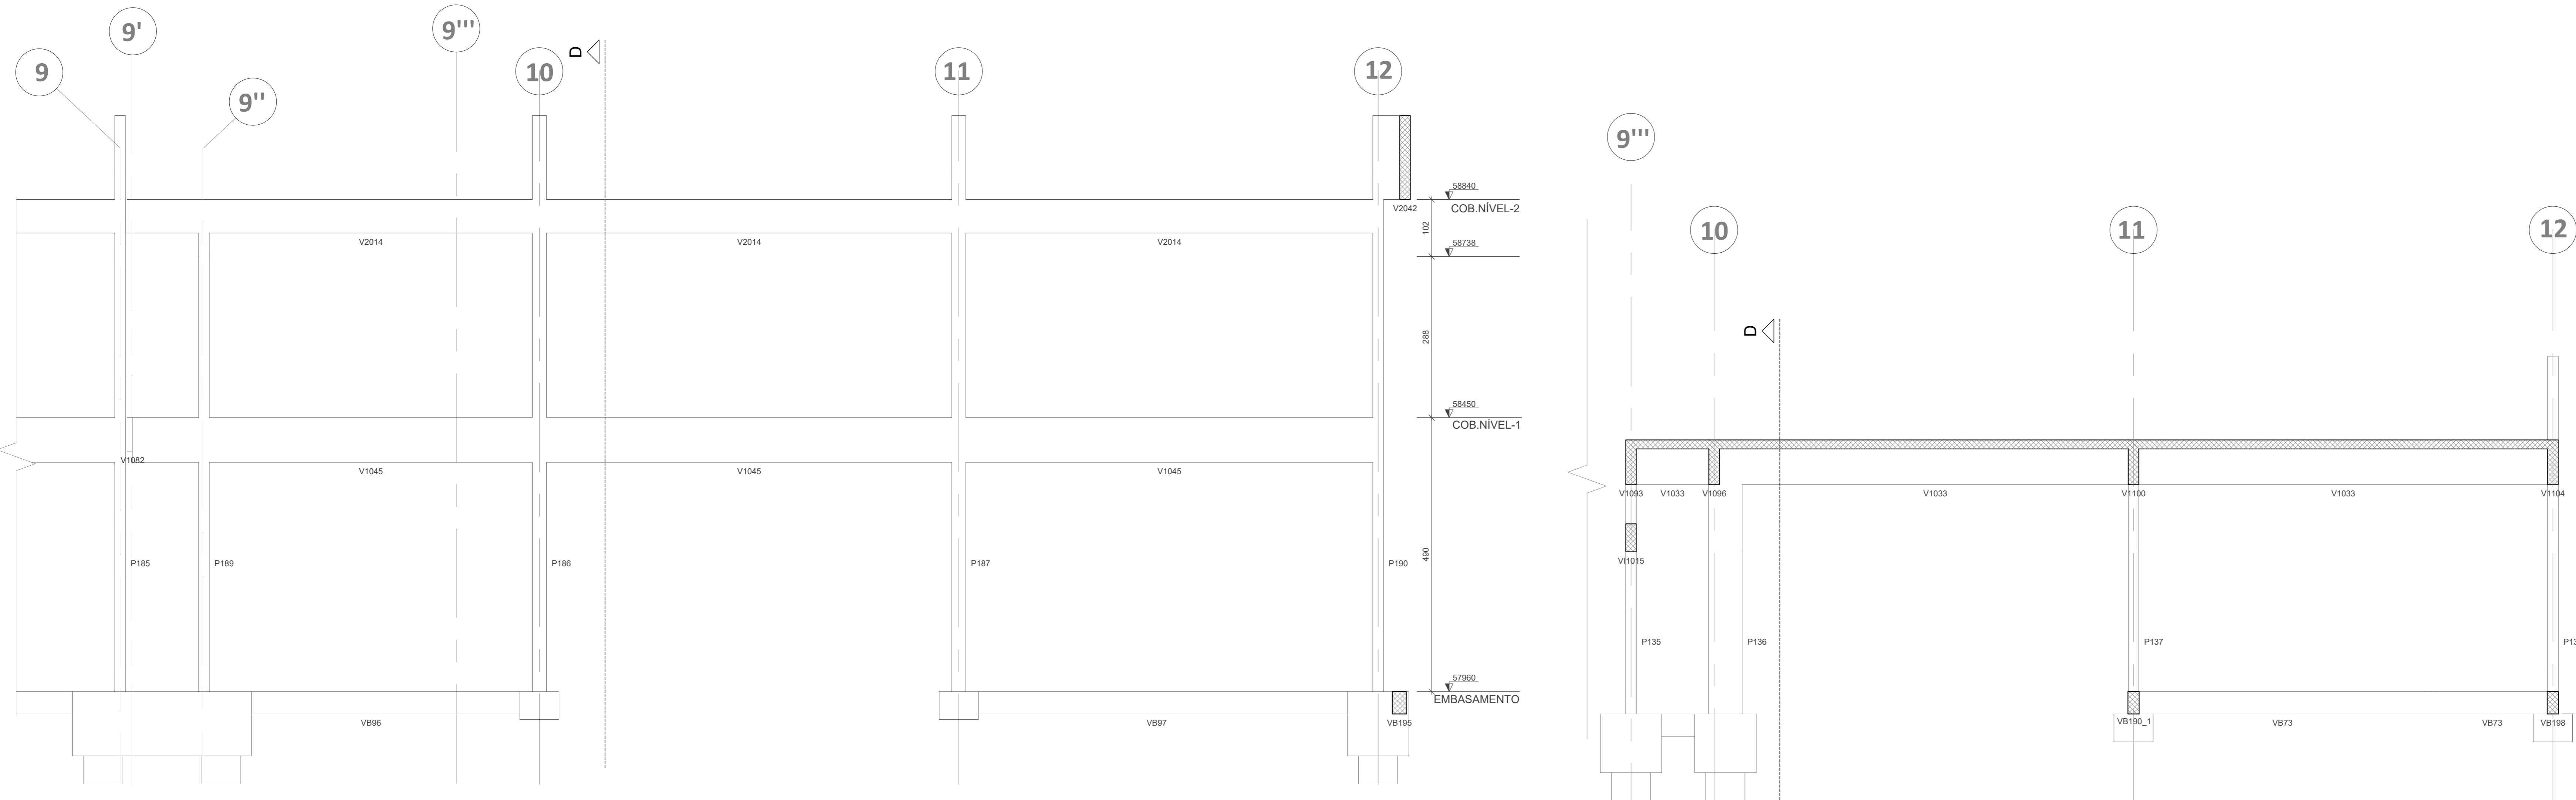 9'
9'''
9
10
D
11
12
9''
58840
V2042
COB.NÍVEL-2
V2014
V2014
V2014
102
58738
288
58450
COB.NÍVEL-1
V1082
V1045
V1045
V1045
490
P185
P189
P186
P187
P190
57960
EMBASAMENTO
VB96
VB97
VB195
9'''
10
11
12
D
V1093
V1033
V1096
V1033
V1100
V1033
V1104
VI1015
P135
P136
P137
VB190_1
VB73
VB73
VB198